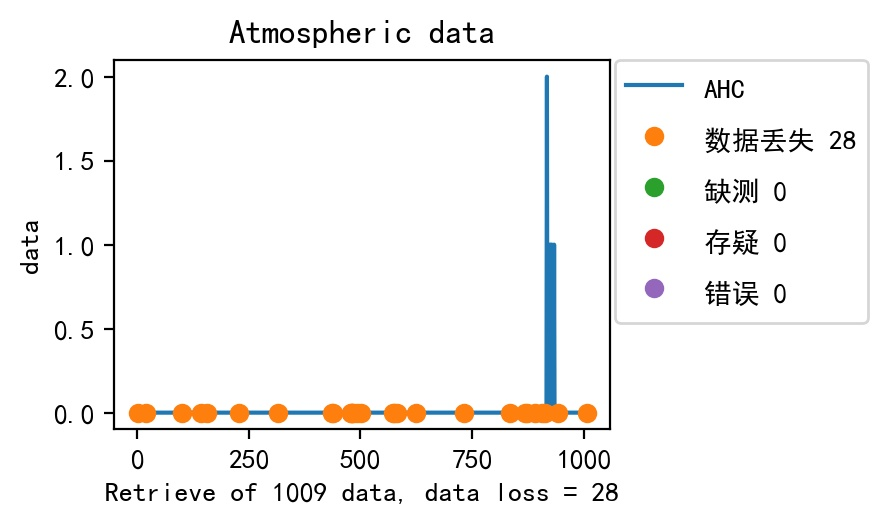 Atmospheric data
AHC
数据丢失 28
缺测 0
存疑 0
错误 0
data
2.0
1.5
1.0
0.5
0.0
0 250 500 750 1000
Retrieve of 1009 data, data loss = 28